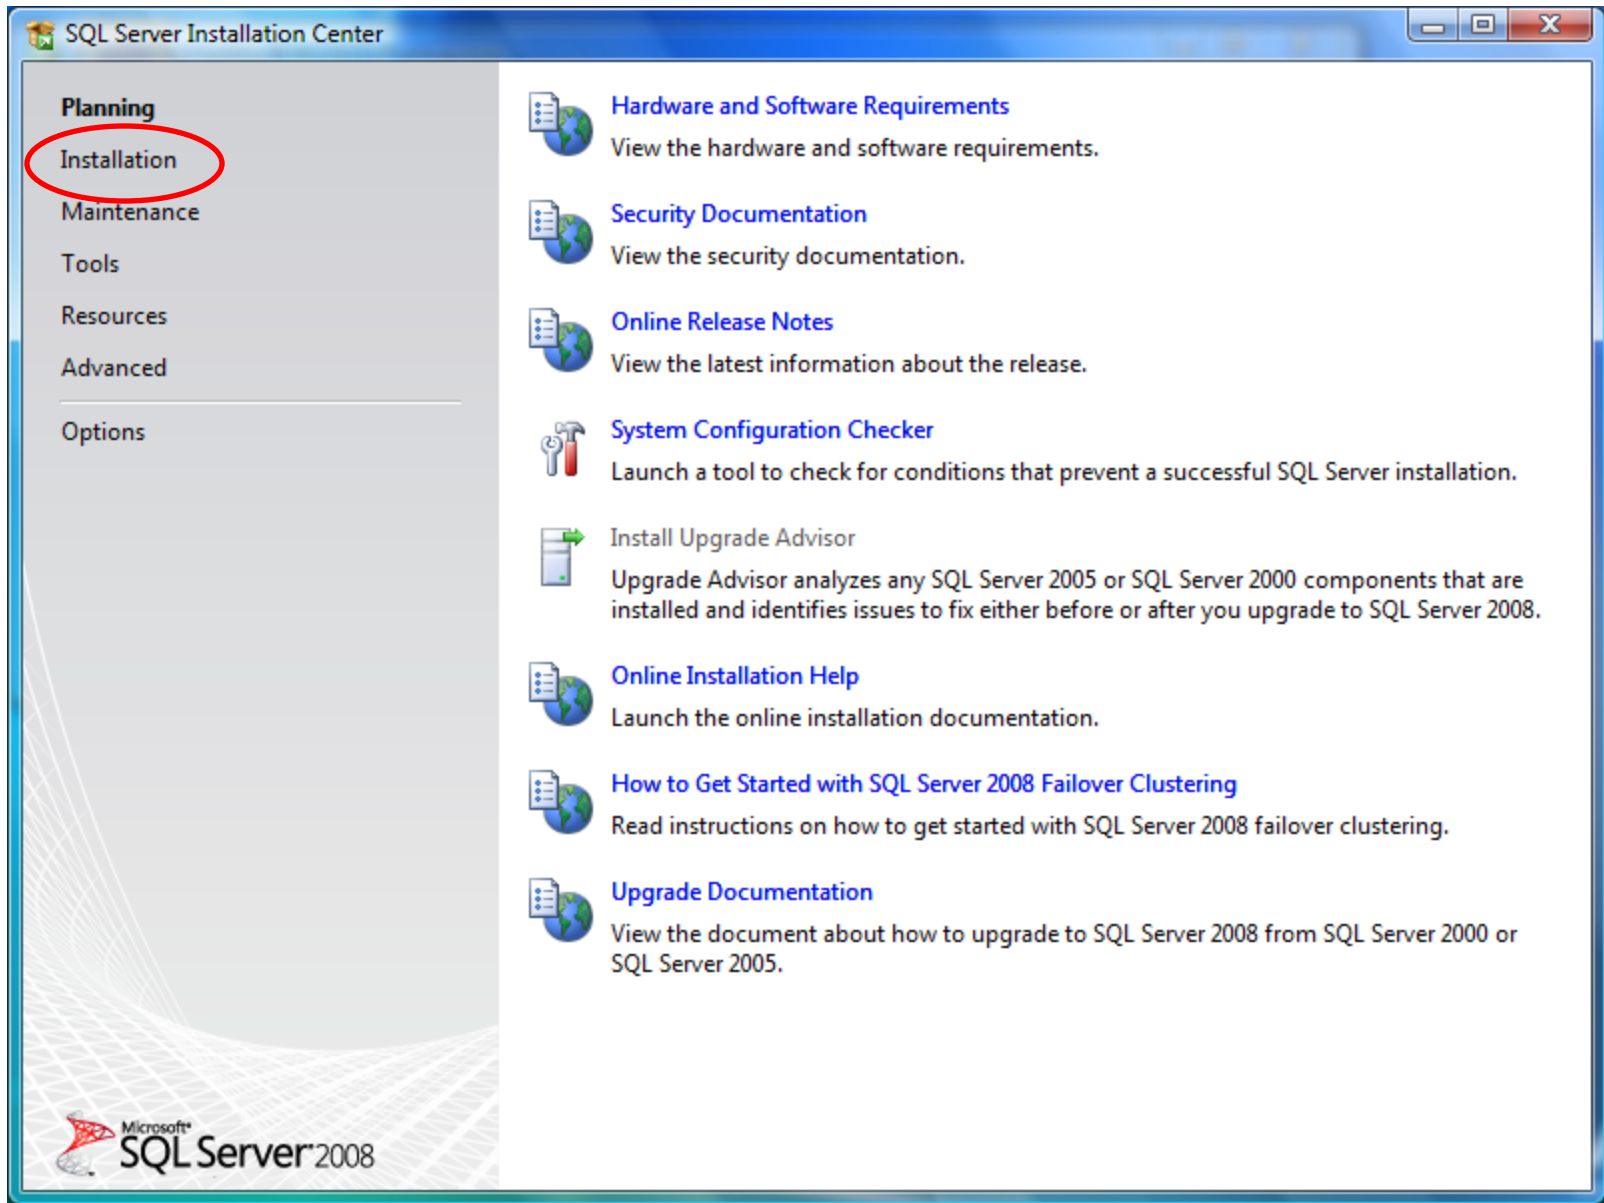 SQL Server Installation Center
Planning
Installation
Maintenance
Tools
Resources
Advanced
Options
Hardware and Software Requirements
View the hardware and software requirements.
Security Documentation
View the security documentation.
Online Release Notes
View the latest information about the release.
System Configuration Checker
Launch a tool to check for conditions that prevent a successful SQL Server installation.
Install Upgrade Advisor
Upgrade Advisor analyzes any SQL Server 2005 or SQL Server 2000 components that are
installed and identifies issues to fix either before or after you upgrade to SQL Server 2008.
Online Installation Help
Launch the online installation documentation.
How to Get Started with SQL Server 2008 Failover Clustering
Read instructions on how to get started with SQL Server 2008 failover clustering.
Upgrade Documentation
View the document about how to upgrade to SQL Server 2008 from SQL Server 2000 or
SQL Server 2005.
Microsoft
SQL Server 2008